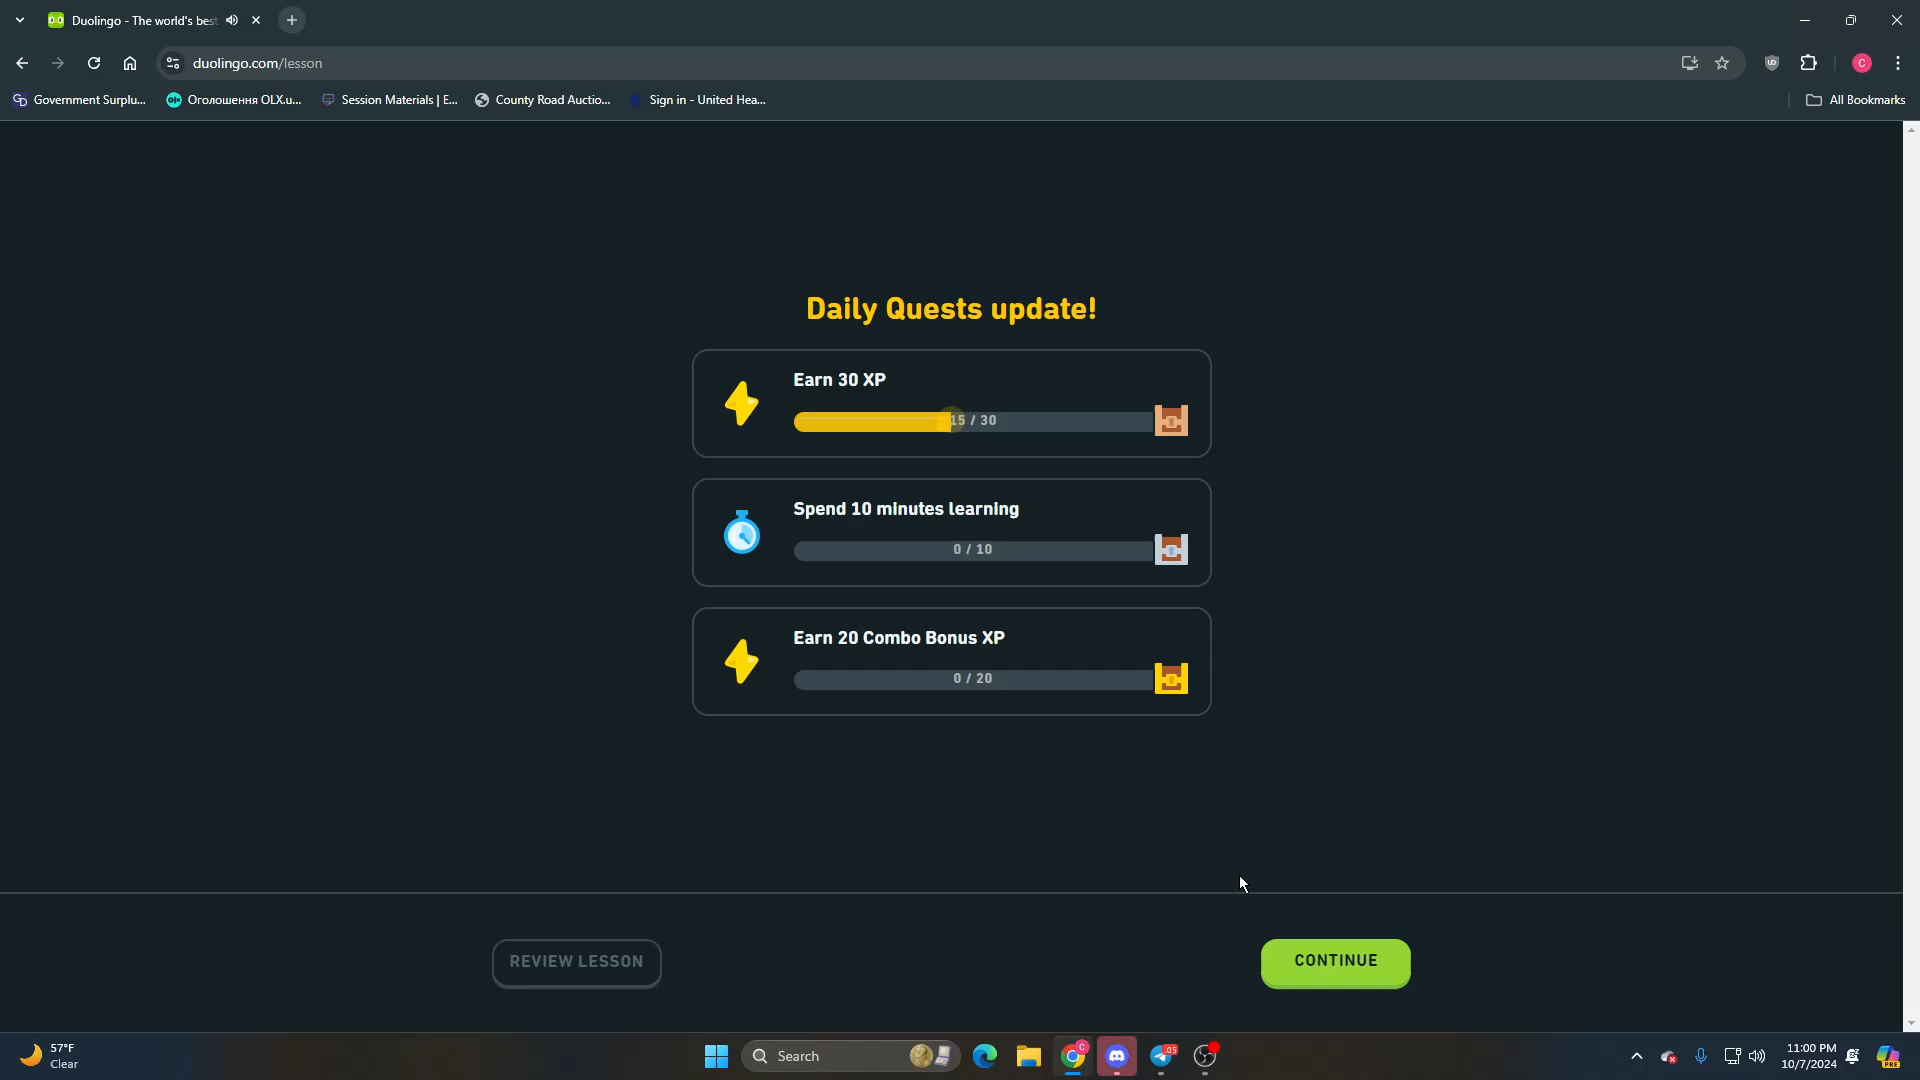 Duolingo - The world's best
duolingo.com/lesson
C
Government Surplu...
Оголошення OLX.u...
Session Materials | E...
County Road Auctio...
Sign in - United Hea...
All Bookmarks
Daily Quests update!
Earn 30 XP
15 / 30
Spend 10 minutes learning
0 / 10
Earn 20 Combo Bonus XP
0 / 20
REVIEW LESSON
CONTINUE
57°F
Clear
Search
11:00 PM
10/7/2024
PRE